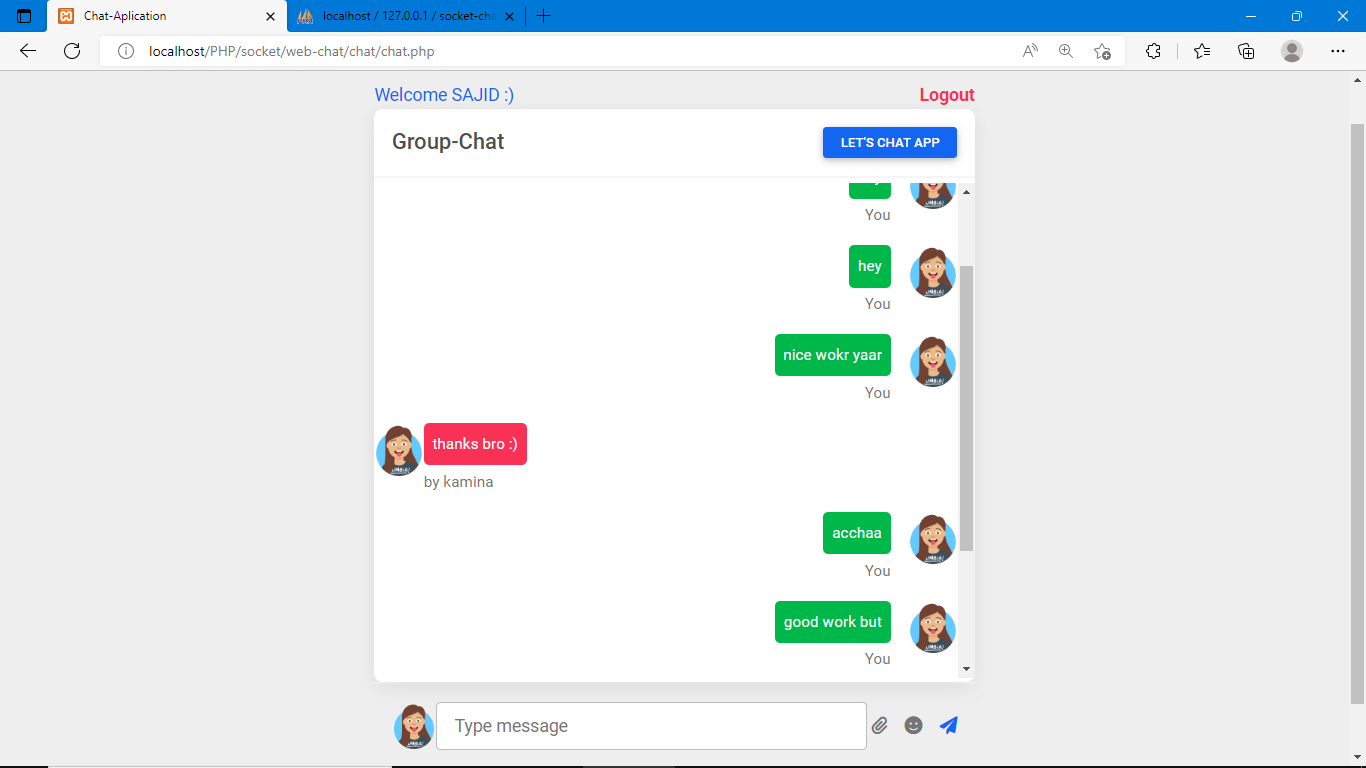 Chat-Aplication
localhost / 127.0.0.1 / socket-cha
localhost/PHP/socket/web-chat/chat/chat.php
Welcome SAJID :)
Logout
Group-Chat
LET'S CHAT APP
You
hey
You
nice wokr yaar
You
thanks bro :)
by kamina
acchaa
You
good work but
You
Type message